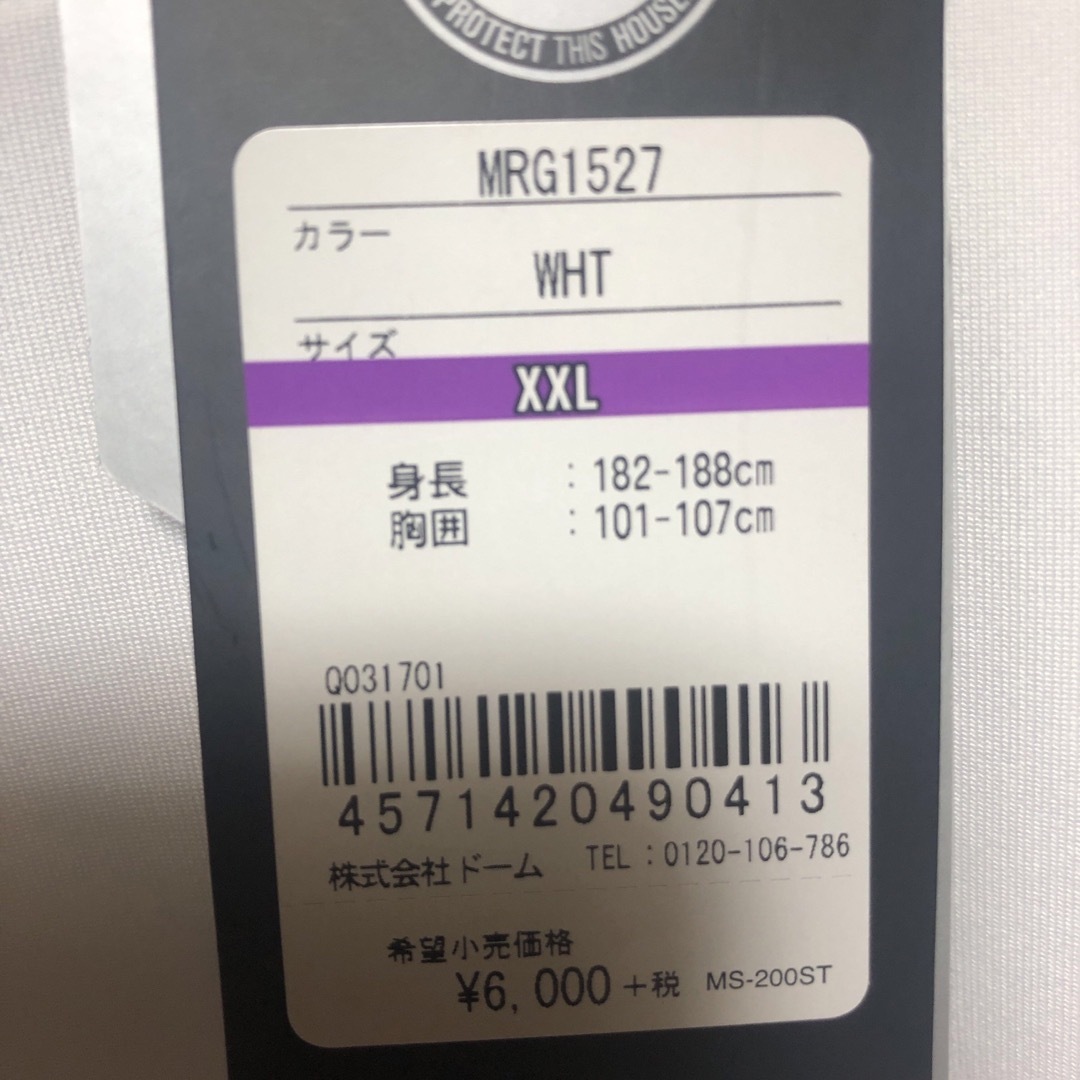 PROTECT THIS HOUSE
MRG1527
カラー
WHT
サイズ
XXL
身長 : 182-188cm
胸囲 : 101-107cm
Q031701
4571420490413
株式会社ドーム TEL:0120-106-786
希望小売価格
¥6,000+税 MS-200ST